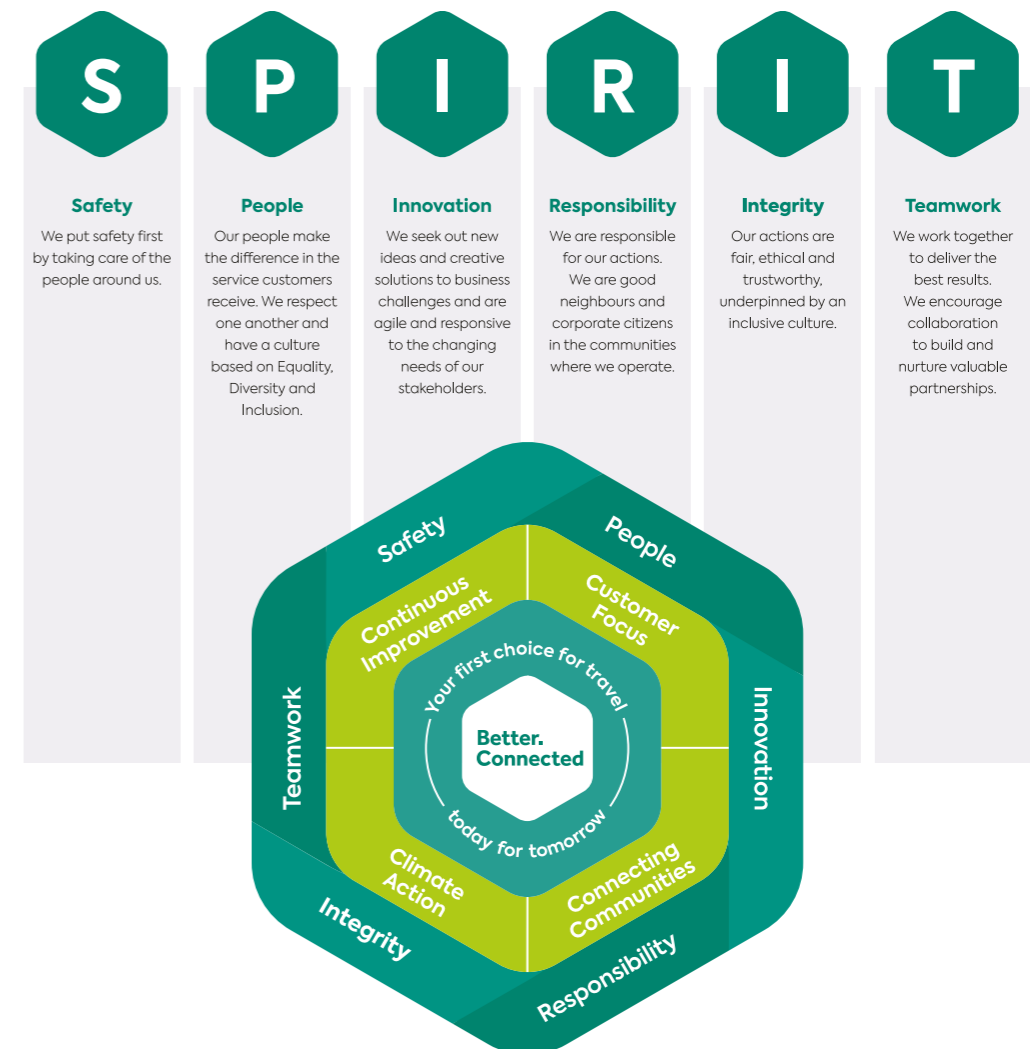 S
P
I
R
I
T
Safety
We put safety first
by taking care of the
people around us.
People
Our people make
the difference in the
service customers
receive. We respect
one another and
have a culture
based on Equality,
Diversity and
Inclusion.
Innovation
We seek out new
ideas and creative
solutions to business
challenges and are
agile and responsive
to the changing
needs of our
stakeholders.
Responsibility
We are responsible
for our actions.
We are good
neighbours and
corporate citizens
in the communities
where we operate.
Integrity
Our actions are
fair, ethical and
trustworthy,
underpinned by an
inclusive culture.
Teamwork
We work together
to deliver the
best results.
We encourage
collaboration
to build and
nurture valuable
partnerships.
Safety
People
Innovation
Responsibility
Integrity
Teamwork
Continuous
Improvement
Customer
Focus
Connecting
Communities
Climate
Action
Your first choice for travel
today for tomorrow
Better.
Connected